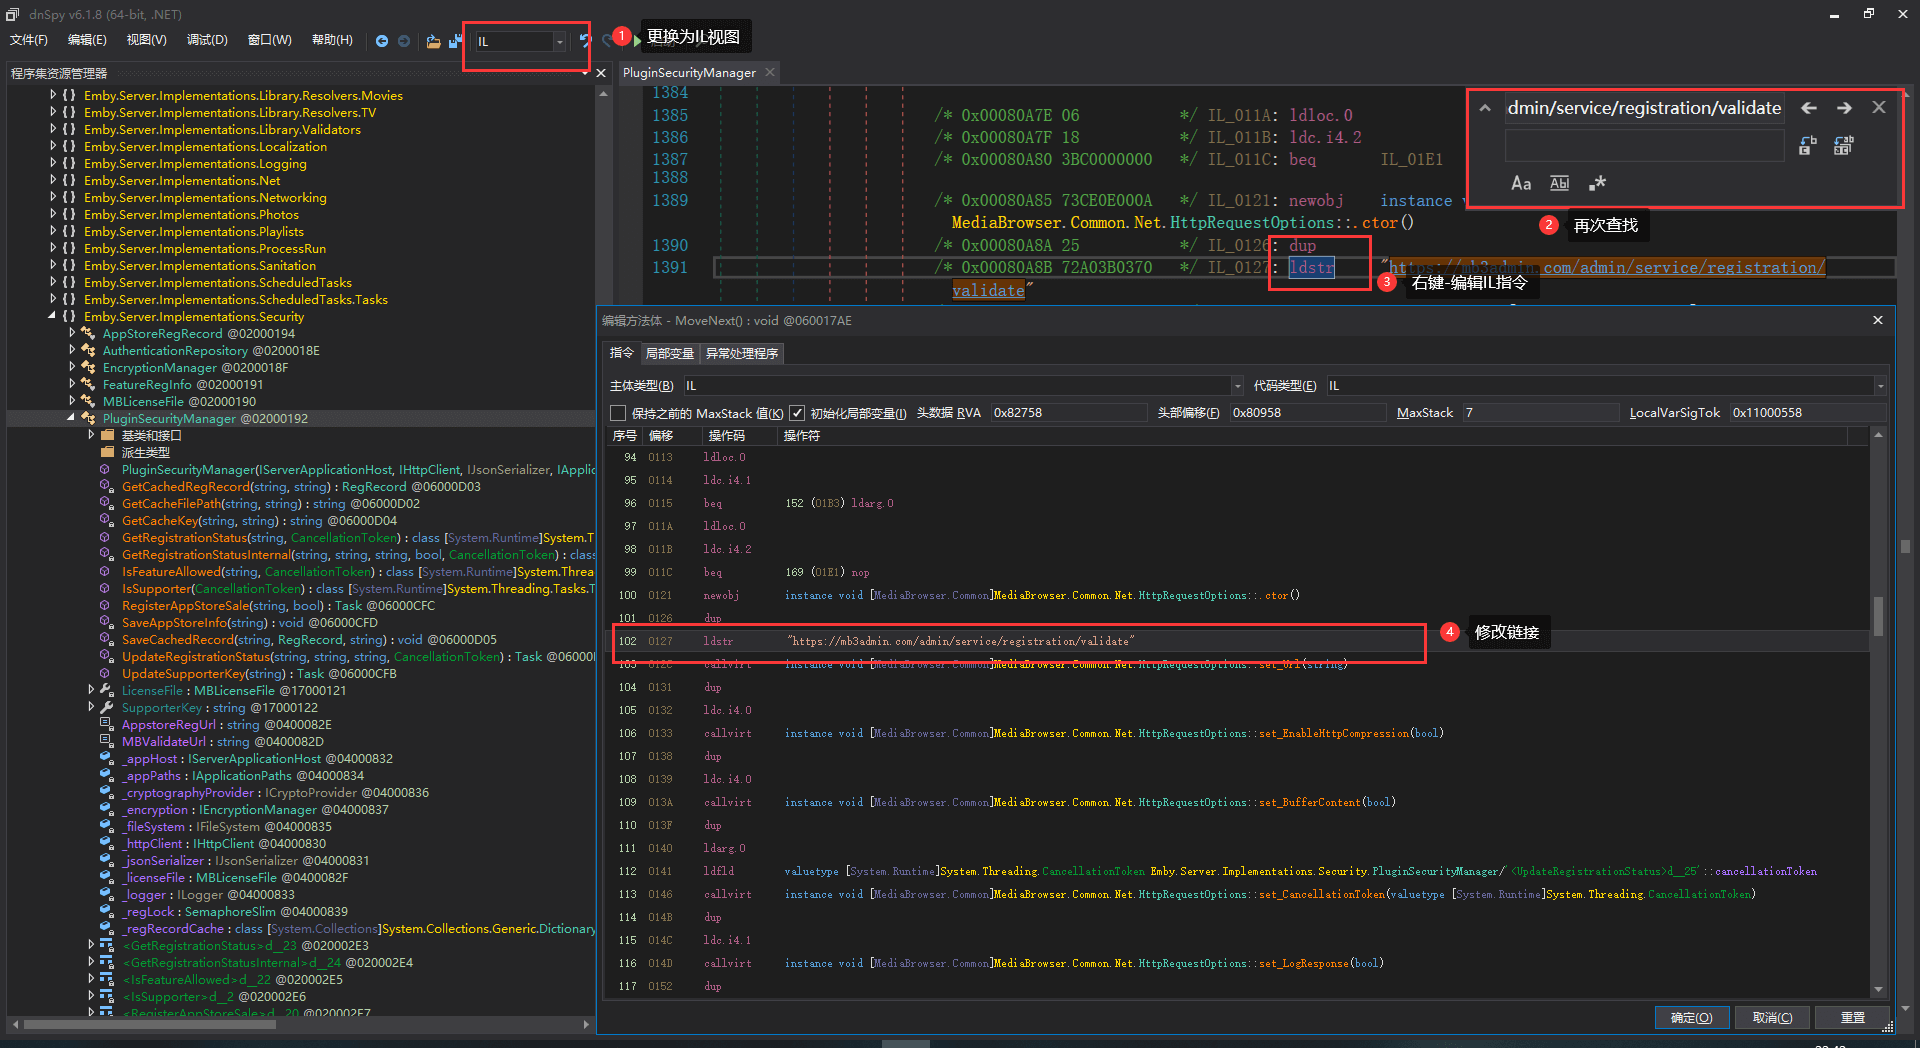 dnSpy v6.1.8 (64-bit, .NET)
文件(F)
编辑(E)
视图(V)
调试(D)
窗口(W)
帮助(H)
IL
1
更换为IL视图
程序集资源管理器
{ } Emby.Server.Implementations.Library.Resolvers.Movies
{ } Emby.Server.Implementations.Library.Resolvers.TV
{ } Emby.Server.Implementations.Library.Validators
{ } Emby.Server.Implementations.Localization
{ } Emby.Server.Implementations.Logging
{ } Emby.Server.Implementations.Net
{ } Emby.Server.Implementations.Networking
{ } Emby.Server.Implementations.Photos
{ } Emby.Server.Implementations.Playlists
{ } Emby.Server.Implementations.ProcessRun
{ } Emby.Server.Implementations.Sanitation
{ } Emby.Server.Implementations.ScheduledTasks
{ } Emby.Server.Implementations.ScheduledTasks.Tasks
{ } Emby.Server.Implementations.Security
AppStoreRegRecord @02000194
AuthenticationRepository @0200018E
EncryptionManager @0200018F
FeatureRegInfo @02000191
MBLicenseFile @02000190
PluginSecurityManager @02000192
基类和接口
派生类型
PluginSecurityManager(IServerApplicationHost, IHttpClient, IJsonSerializer, IApplic
GetCachedRegRecord(string, string) : RegRecord @06000D03
GetCacheFilePath(string, string) : string @06000D02
GetCacheKey(string, string) : string @06000D04
GetRegistrationStatus(string, CancellationToken) : class [System.Runtime]System.T
GetRegistrationStatusInternal(string, string, string, bool, CancellationToken) : class
IsFeatureAllowed(string, CancellationToken) : class [System.Runtime]System.Threa
IsSupporter(CancellationToken) : class [System.Runtime]System.Threading.Tasks.T
RegisterAppStoreSale(string, bool) : Task @06000CFC
SaveAppStoreInfo(string) : void @06000CFD
SaveCachedRecord(string, RegRecord, string) : void @06000D05
UpdateRegistrationStatus(string, string, string, CancellationToken) : Task @06000
UpdateSupporterKey(string) : Task @06000CFB
LicenseFile : MBLicenseFile @17000121
SupporterKey : string @17000122
AppstoreRegUrl : string @0400082E
MBValidateUrl : string @0400082D
_appHost : IServerApplicationHost @04000832
_appPaths : IApplicationPaths @04000834
_cryptographyProvider : ICryptoProvider @04000836
_encryption : IEncryptionManager @04000837
_fileSystem : IFileSystem @04000835
_httpClient : IHttpClient @04000830
_jsonSerializer : IJsonSerializer @04000831
_licenseFile : MBLicenseFile @0400082F
_logger : ILogger @04000833
_regLock : SemaphoreSlim @04000839
_regRecordCache : class [System.Collections]System.Collections.Generic.Dictionary
<GetRegistrationStatus>d__23 @020002E3
<GetRegistrationStatusInternal>d__24 @020002E4
<IsFeatureAllowed>d__22 @020002E5
<IsSupporter>d__2 @020002E6
<RegisterAppStoreSale>d__20 @020002E7
PluginSecurityManager
1384
1385 /* 0x00080A7E 06 */ IL_011A: ldloc.0
1386 /* 0x00080A7F 18 */ IL_011B: ldc.i4.2
1387 /* 0x00080A80 3BC0000000 */ IL_011C: beq IL_01E1
1388
1389 /* 0x00080A85 73CE0E000A */ IL_0121: newobj instance v
MediaBrowser.Common.Net.HttpRequestOptions::.ctor()
1390 /* 0x00080A8A 25 */ IL_0126: dup
1391 /* 0x00080A8B 72A03B0370 */ IL_0127: ldstr "https://mb3admin.com/admin/service/registration/
validate"
dmin/service/registration/validate
Aa Abl .*
2
再次查找
3
右键-编辑IL指令
编辑方法体 - MoveNext() : void @060017AE
指令
局部变量
异常处理程序
主体类型(B) IL
代码类型(E) IL
保持之前的 MaxStack 值(K)
初始化局部变量(I)
头数据 RVA 0x82758
头部偏移(F) 0x80958
MaxStack 7
LocalVarSigTok 0x11000558
序号 偏移 操作码 操作符
94 0113 ldloc.0
95 0114 ldc.i4.1
96 0115 beq 152 (01B3) ldarg.0
97 011A ldloc.0
98 011B ldc.i4.2
99 011C beq 169 (01E1) nop
100 0121 newobj instance void [MediaBrowser.Common]MediaBrowser.Common.Net.HttpRequestOptions::.ctor()
101 0126 dup
102 0127 ldstr "https://mb3admin.com/admin/service/registration/validate"
103 012C callvirt instance void [MediaBrowser.Common]MediaBrowser.Common.Net.HttpRequestOptions::set_Url(string)
104 0131 dup
105 0132 ldc.i4.0
106 0133 callvirt instance void [MediaBrowser.Common]MediaBrowser.Common.Net.HttpRequestOptions::set_EnableHttpCompression(bool)
107 0138 dup
108 0139 ldc.i4.0
109 013A callvirt instance void [MediaBrowser.Common]MediaBrowser.Common.Net.HttpRequestOptions::set_BufferContent(bool)
110 013F dup
111 0140 ldarg.0
112 0141 ldfld valuetype [System.Runtime]System.Threading.CancellationToken Emby.Server.Implementations.Security.PluginSecurityManager/'<UpdateRegistrationStatus>d__25'::cancellationToken
113 0146 callvirt instance void [MediaBrowser.Common]MediaBrowser.Common.Net.HttpRequestOptions::set_CancellationToken(valuetype [System.Runtime]System.Threading.CancellationToken)
114 014B dup
115 014C ldc.i4.1
116 014D callvirt instance void [MediaBrowser.Common]MediaBrowser.Common.Net.HttpRequestOptions::set_LogResponse(bool)
117 0152 dup
4
修改链接
确定(O)
取消(C)
重置